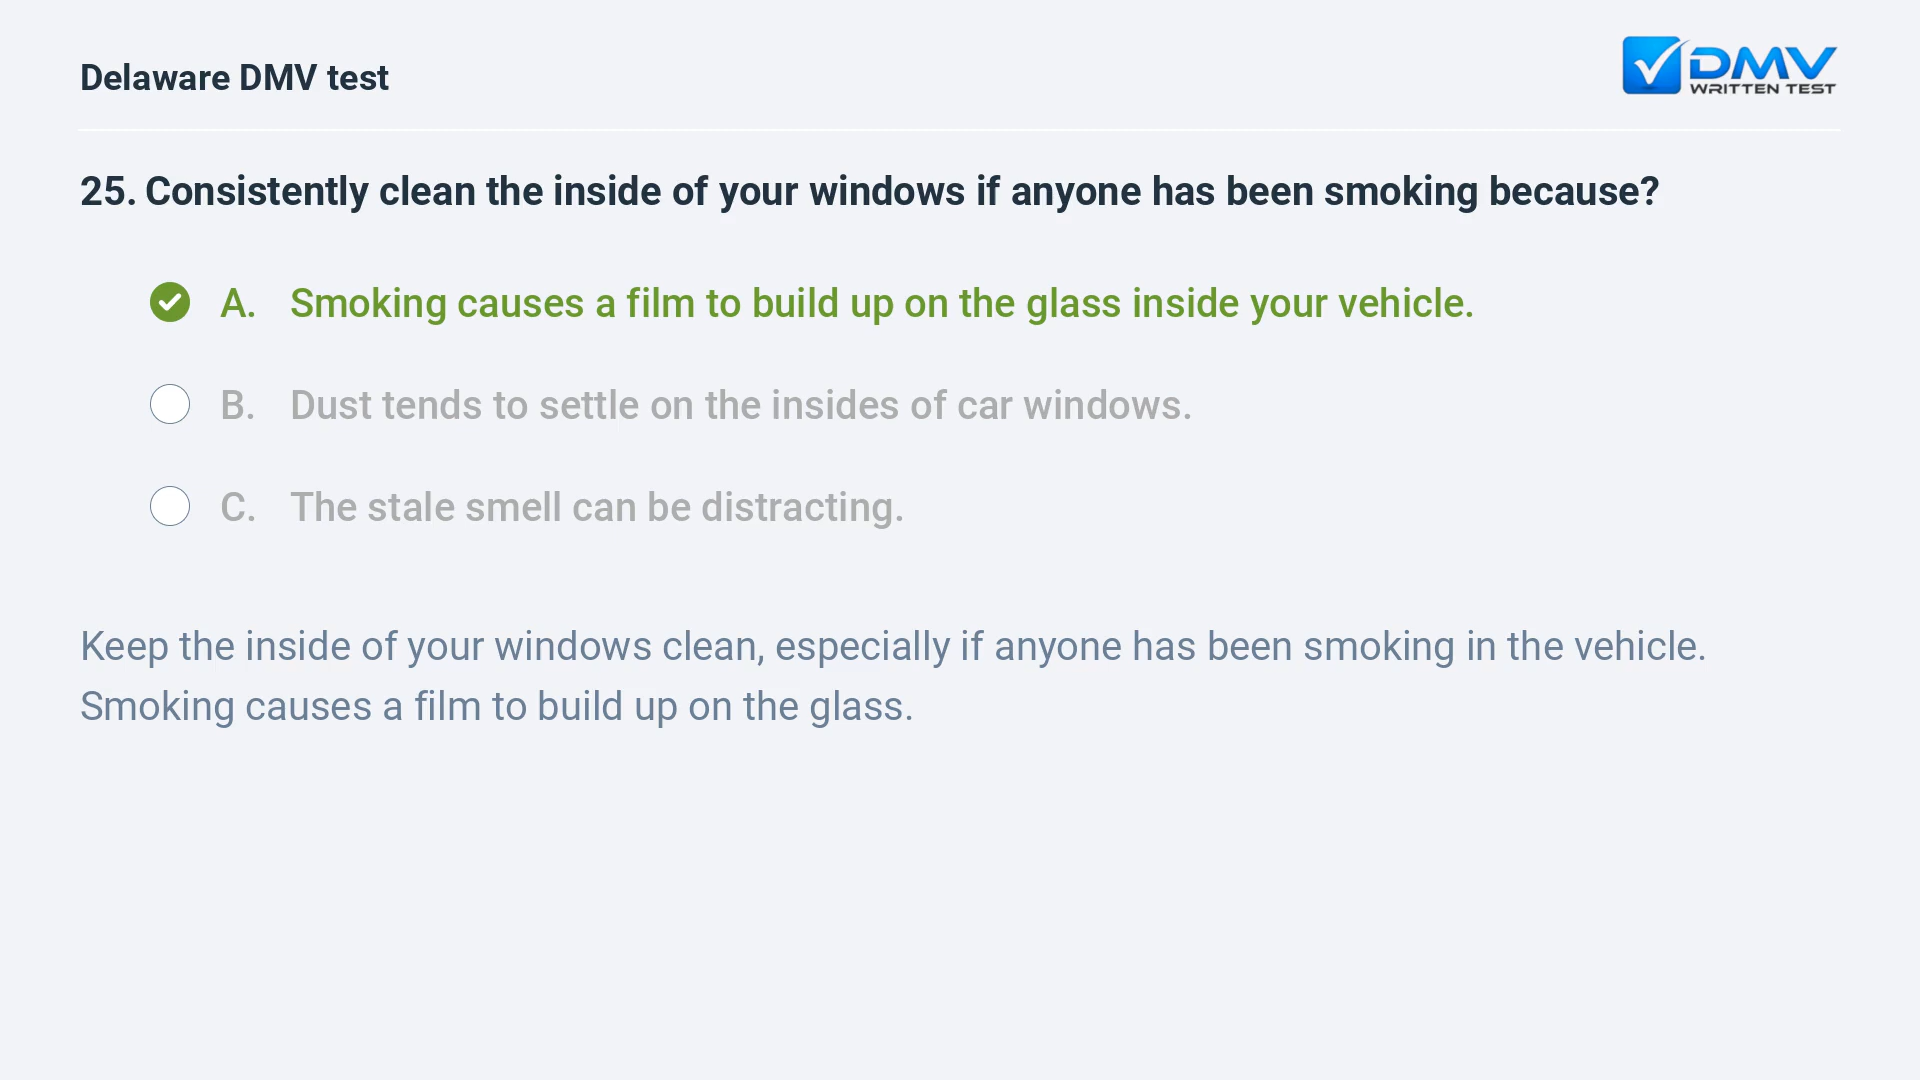 Delaware DMV test
DMV
WRITTEN TEST
25. Consistently clean the inside of your windows if anyone has been smoking because?
A. Smoking causes a film to build up on the glass inside your vehicle.
B. Dust tends to settle on the insides of car windows.
C. The stale smell can be distracting.
Keep the inside of your windows clean, especially if anyone has been smoking in the vehicle.
Smoking causes a film to build up on the glass.